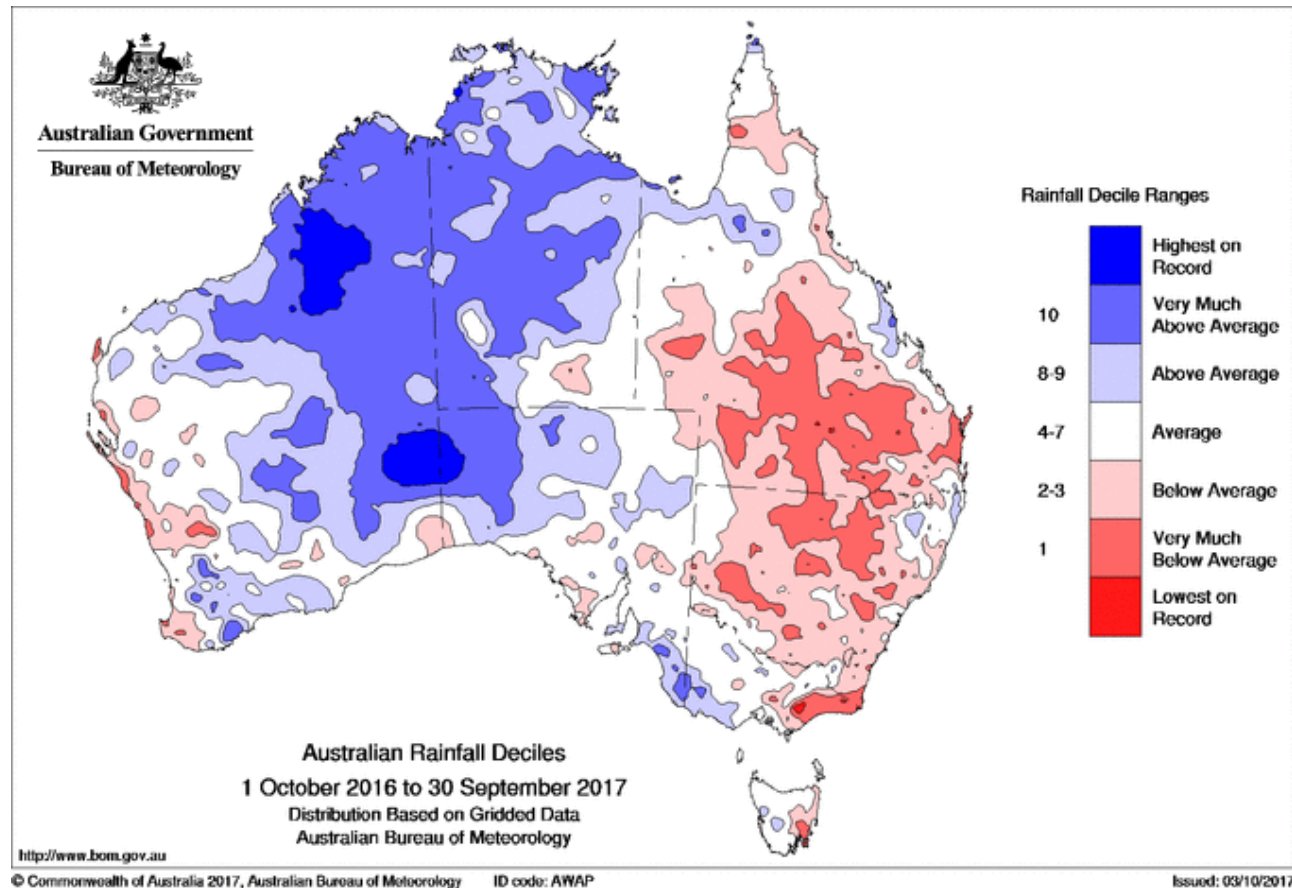 Australian Government
Bureau of Meteorology
Rainfall Decile Ranges
Highest on
Record
10
Very Much
Above Average
8-9
Above Average
4-7
Average
2-3
Below Average
1
Very Much
Below Average
Lowest on
Record
Australian Rainfall Deciles
1 October 2016 to 30 September 2017
Distribution Based on Gridded Data
Australian Bureau of Meteorology
http://www.bom.gov.au
© Commonwealth of Australia 2017, Australian Bureau of Meteorology ID code: AWAP Issued: 03/10/2017